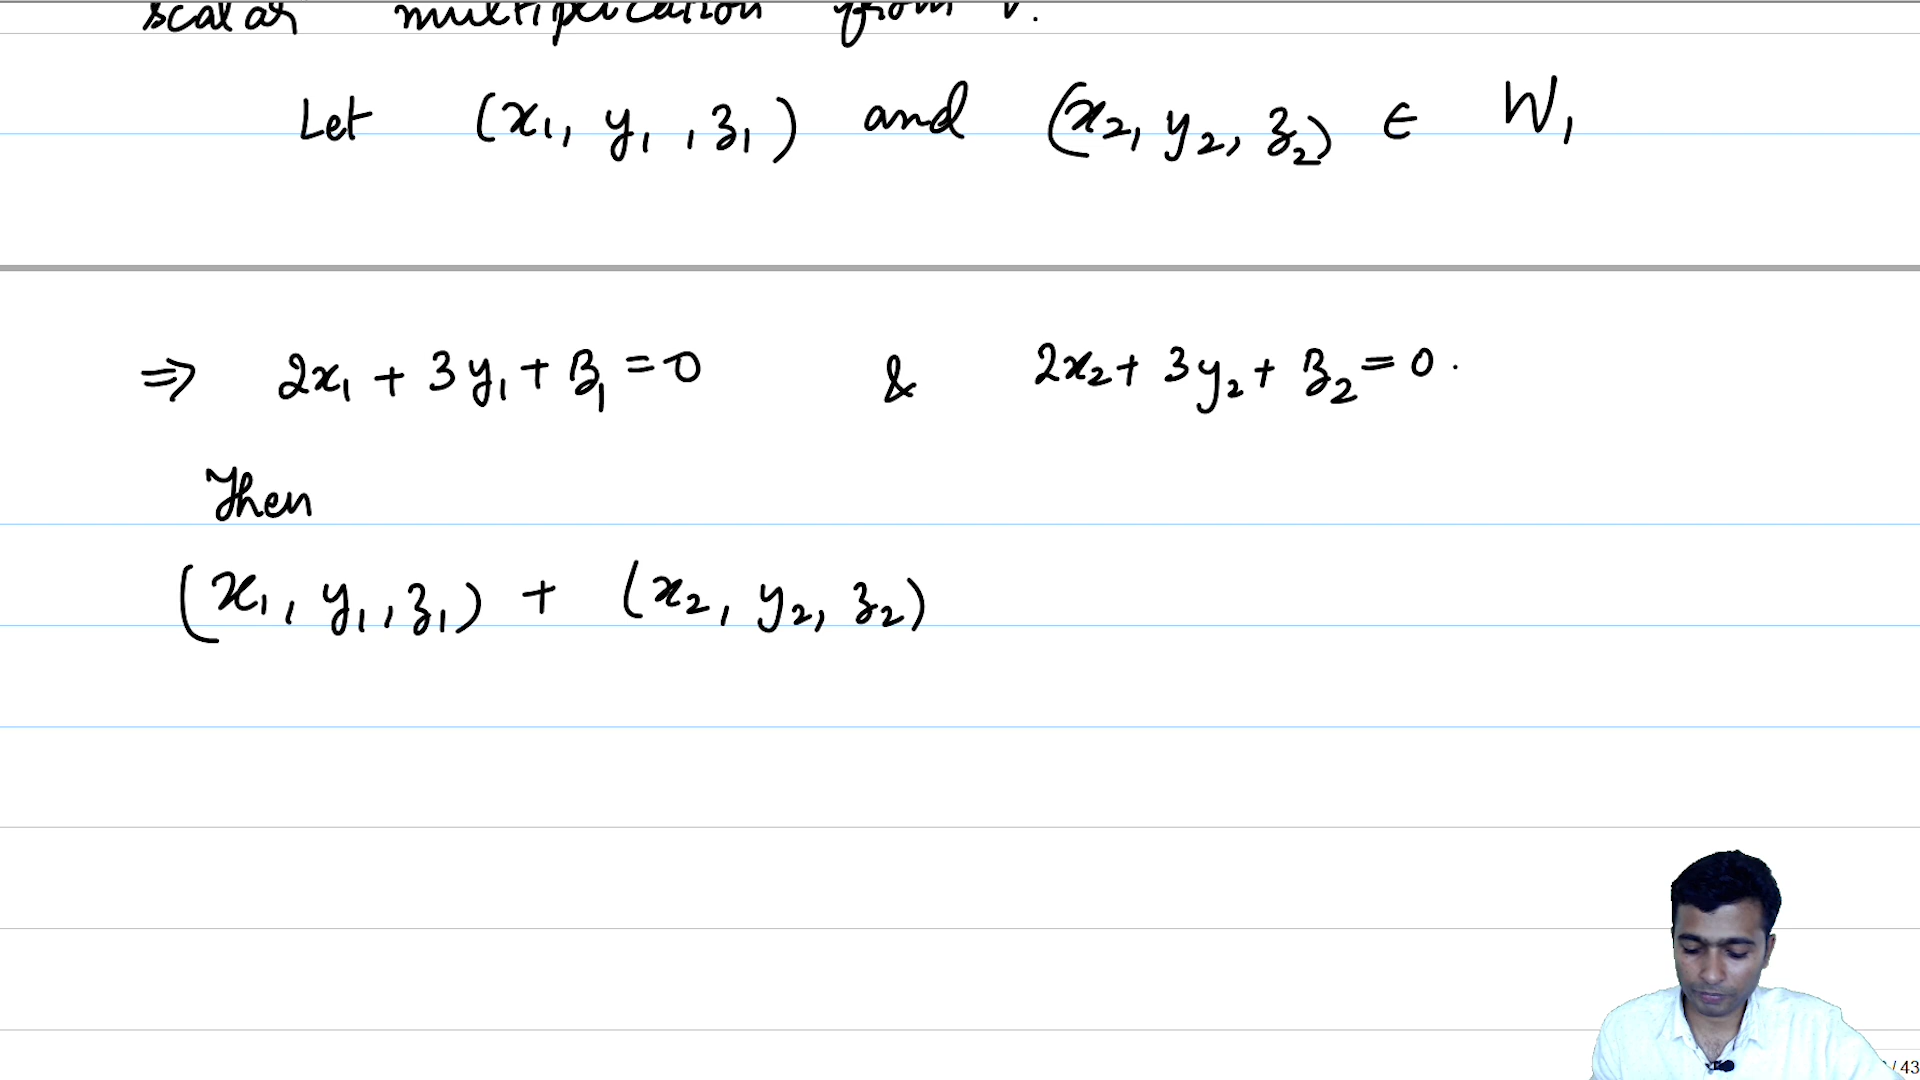 scalar multiplication from V.
Let (x₁, y₁, z₁) and (x₂, y₂, z₂) ∈ W₁
⇒ 2x₁ + 3y₁ + z₁ = 0 & 2x₂ + 3y₂ + z₂ = 0.
Then
(x₁, y₁, z₁) + (x₂, y₂, z₂)
/ 43